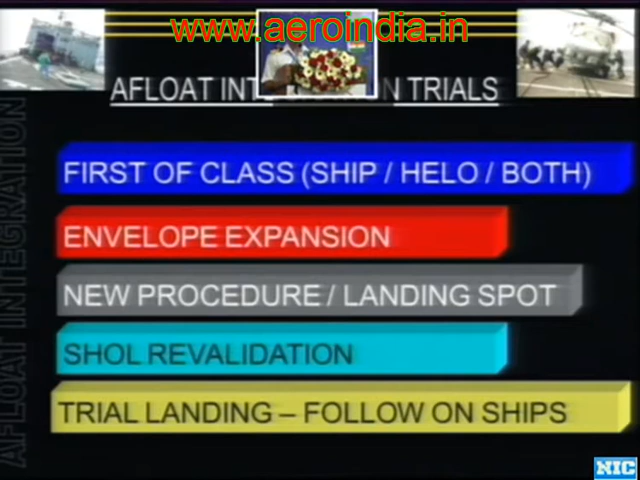 www.aeroindia.in
AFLOAT INT ON TRIALS
FIRST OF CLASS (SHIP / HELO / BOTH)
ENVELOPE EXPANSION
NEW PROCEDURE / LANDING SPOT
SHOL REVALIDATION
TRIAL LANDING – FOLLOW ON SHIPS
AFLOAT INTEGRATION
NIC